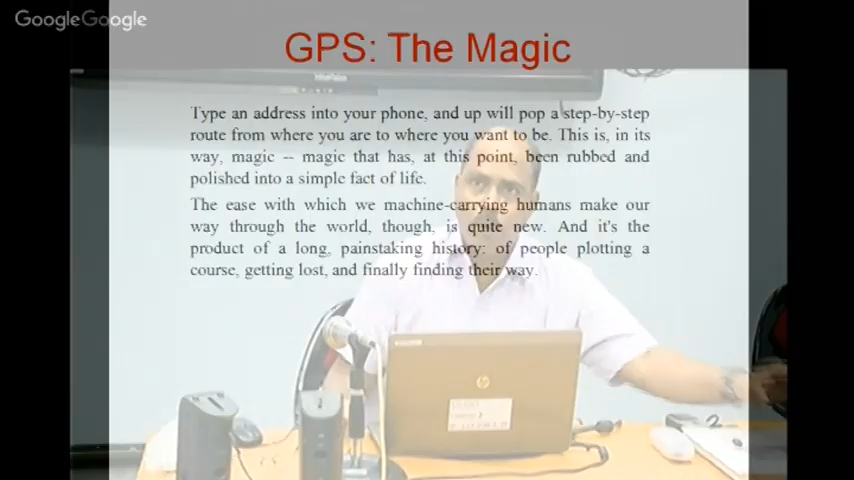 GoogleGoogle
GPS: The Magic
Type an address into your phone, and up will pop a step-by-step
route from where you are to where you want to be. This is, in its
way, magic -- magic that has, at this point, been rubbed and
polished into a simple fact of life.
The ease with which we machine-carrying humans make our
way through the world, though, is quite new. And it's the
product of a long, painstaking history: of people plotting a
course, getting lost, and finally finding their way.
hp